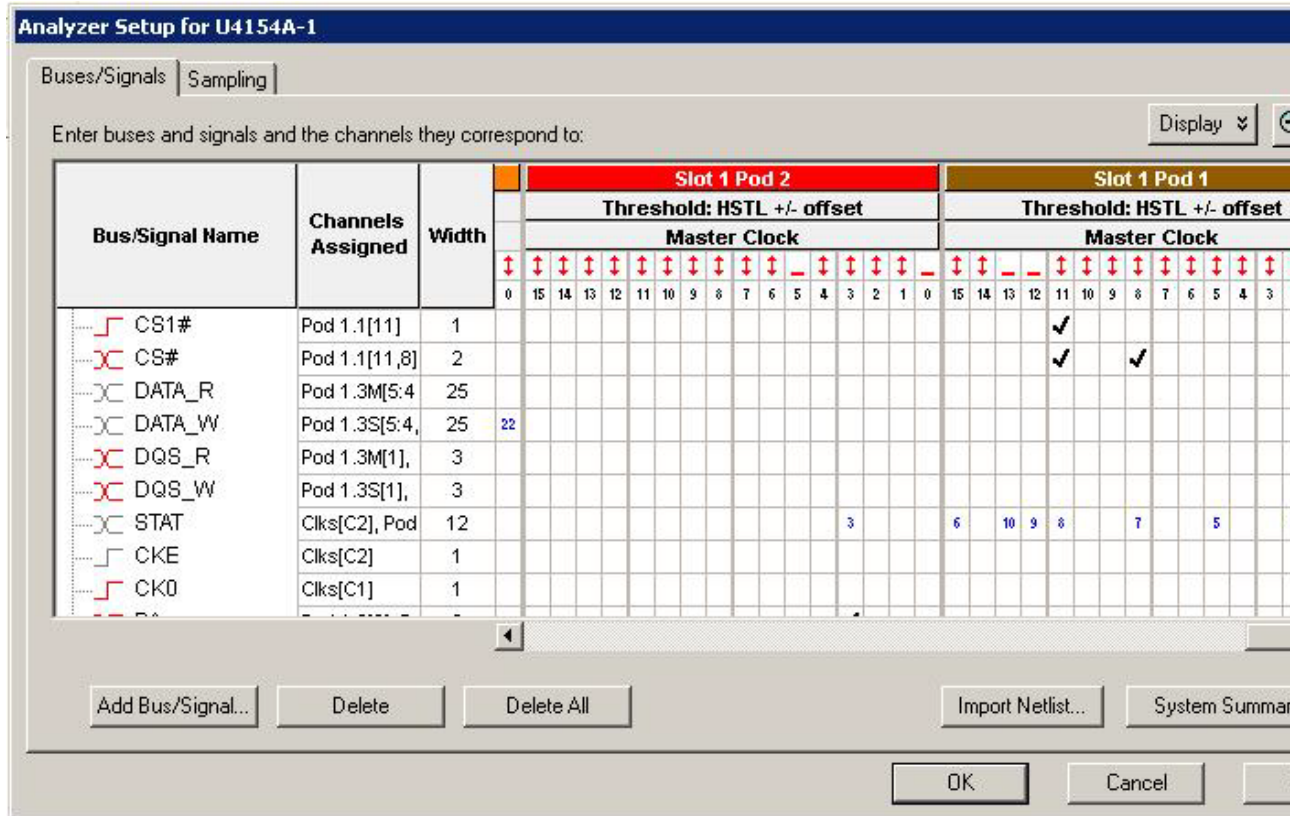 Analyzer Setup for U4154A-1
Buses/Signals Sampling
Enter buses and signals and the channels they correspond to:
Display
Bus/Signal Name Channels Assigned Width Slot 1 Pod 2 Slot 1 Pod 1
Threshold: HSTL +/- offset Threshold: HSTL +/- offset
Master Clock Master Clock
0 15 14 13 12 11 10 9 8 7 6 5 4 3 2 1 0 15 14 13 12 11 10 9 8 7 6 5 4 3
CS1# Pod 1.1[11] 1
CS# Pod 1.1[11,8] 2
DATA_R Pod 1.3M[5:4 25
DATA_W Pod 1.3S[5:4, 25 22
DQS_R Pod 1.3M[1], 3
DQS_W Pod 1.3S[1], 3
STAT Clks[C2], Pod 12 3 6 10 9 8 7 5
CKE Clks[C2] 1
CK0 Clks[C1] 1
Add Bus/Signal... Delete Delete All Import Netlist... System Summar
OK Cancel